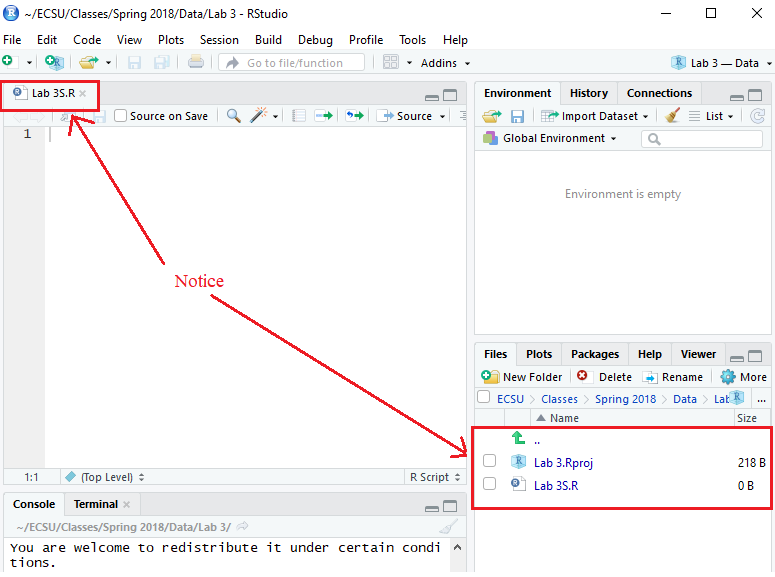 ~/ECSU/Classes/Spring 2018/Data/Lab 3 - RStudio
File Edit Code View Plots Session Build Debug Profile Tools Help
Go to file/function Addins Lab 3 — Data
Lab 3S.R
Source on Save Source
1
Notice
1:1 (Top Level) R Script
Console Terminal
~/ECSU/Classes/Spring 2018/Data/Lab 3/
You are welcome to redistribute it under certain condi
tions.
Environment History Connections
Import Dataset List
Global Environment
Environment is empty
Files Plots Packages Help Viewer
New Folder Delete Rename More
ECSU Classes Spring 2018 Data Lab ...
Name Size
..
Lab 3.Rproj 218 B
Lab 3S.R 0 B